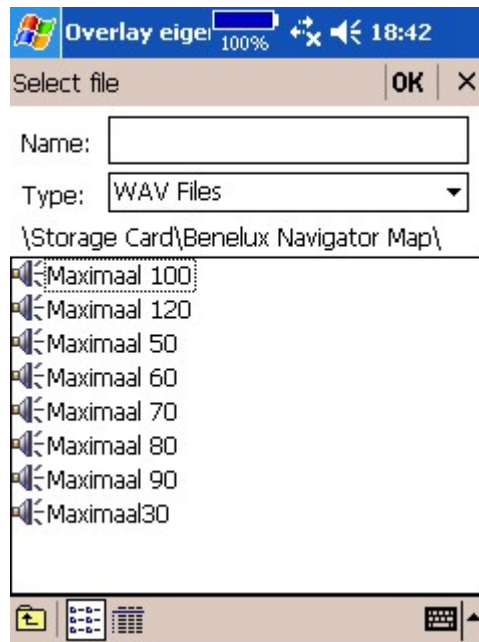 Overlay eiger 100% 18:42
Select file OK
Name:
Type: WAV Files
\Storage Card\Benelux Navigator Map\
Maximaal 100
Maximaal 120
Maximaal 50
Maximaal 60
Maximaal 70
Maximaal 80
Maximaal 90
Maximaal30